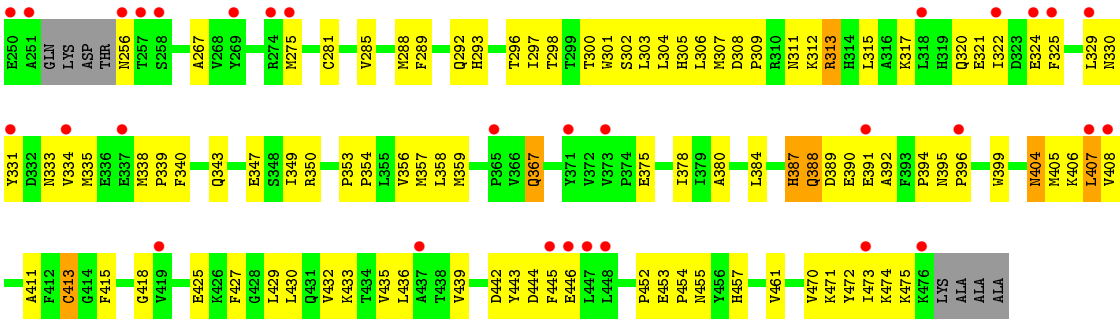 E250 A251 GLN LYS ASP THR N256 T257 S258 A267 V268 Y269 R274 M275 C281 V285 M288 F289 Q292 H293 T296 I297 T298 T299 T300 W301 S302 L303 L304 H305 L306 M307 D308 P309 R310 N311 K312 R313 H314 L315 A316 K317 L318 H319 Q320 E321 I322 D323 E324 F325 L329 N330
Y331 D332 N333 V334 M335 E336 E337 M338 P339 F340 Q343 E347 S348 I349 R350 P353 P354 L355 V356 M357 L358 M359 P365 V366 Q367 Y371 V372 V373 P374 E375 I378 I379 A380 L384 H387 Q388 D389 E390 E391 A392 F393 P394 N395 P396 W399 N404 M405 K406 L407 V408
A411 F412 C413 G414 F415 G418 V419 E425 K426 F427 G428 L429 L430 Q431 V432 K433 T434 V435 L436 A437 V439 D442 Y443 D444 F445 E446 L447 L448 P452 E453 P454 N455 Y456 H457 V461 V470 K471 Y472 I473 K474 K475 K476 LYS ALA ALA ALA